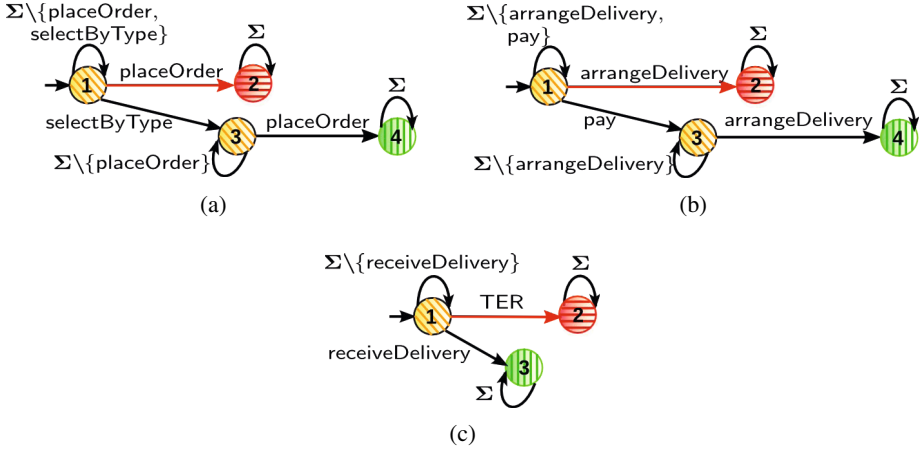 Σ\{placeOrder,
selectByType}
Σ
placeOrder
1
2
selectByType
Σ
placeOrder
3
4
Σ\{placeOrder}
(a)
Σ\{arrangeDelivery,
pay}
Σ
arrangeDelivery
1
2
pay
Σ
arrangeDelivery
3
4
Σ\{arrangeDelivery}
(b)
Σ\{receiveDelivery}
Σ
TER
1
2
receiveDelivery
3
Σ
(c)